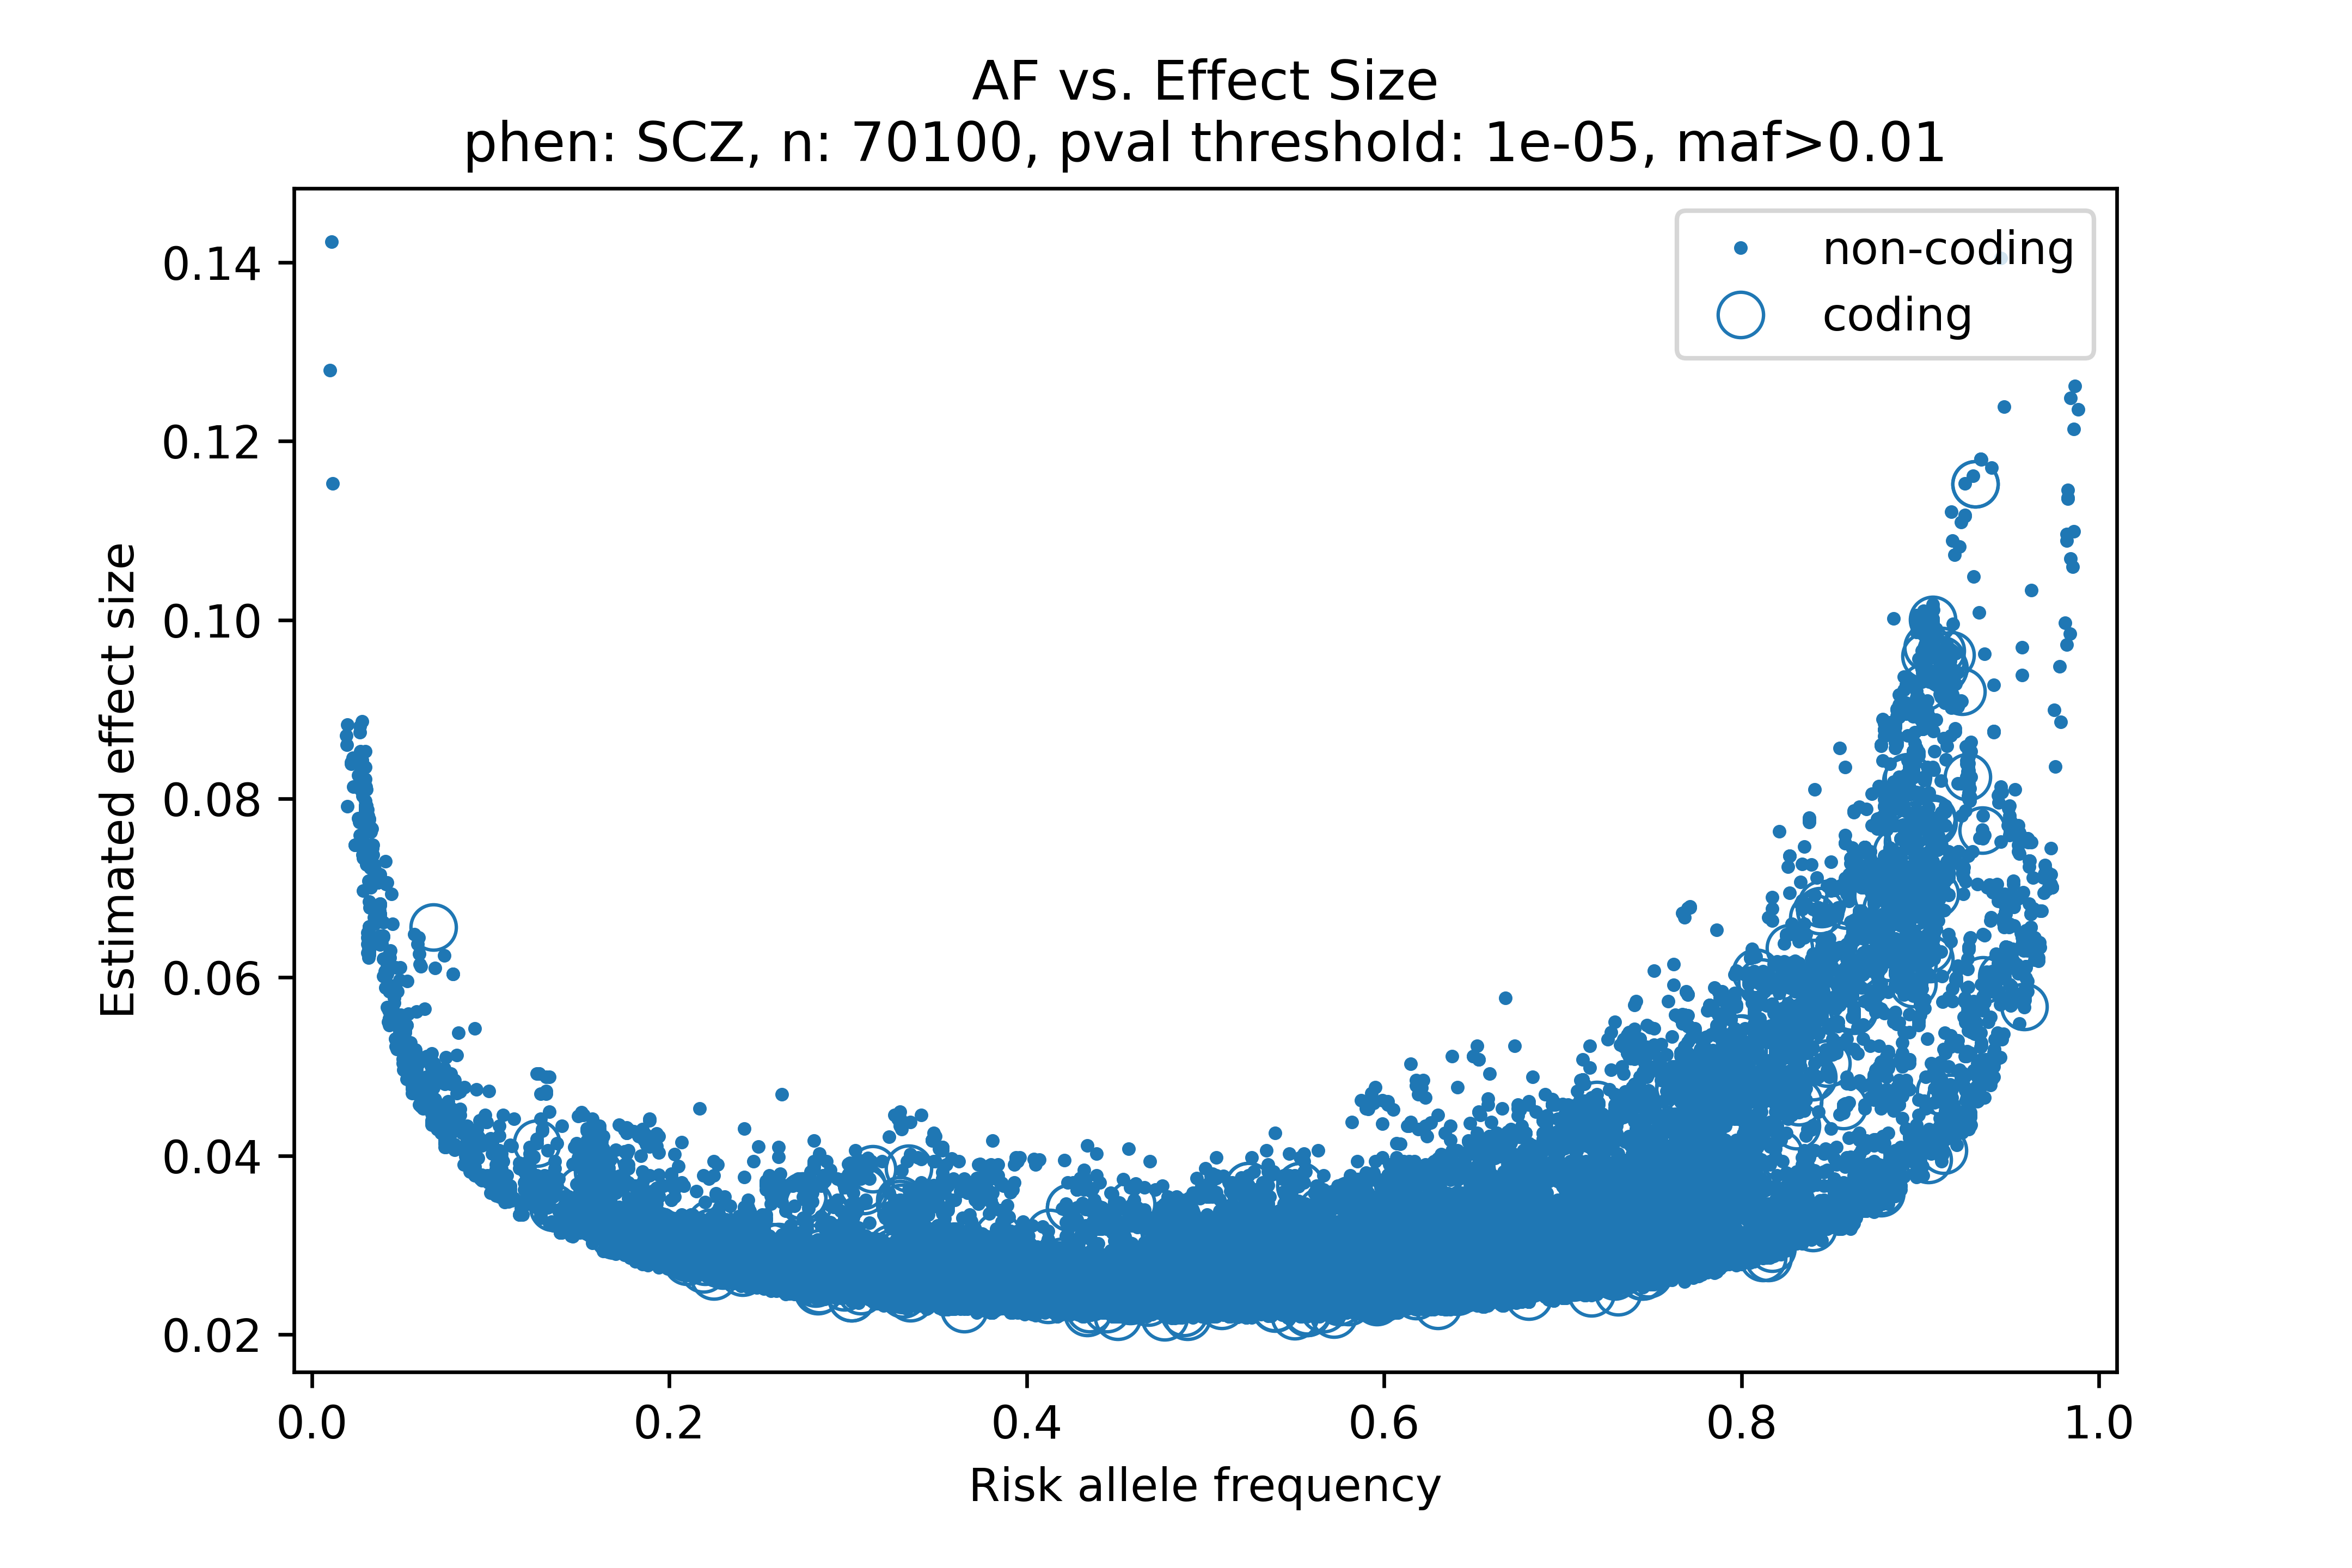 AF vs. Effect Size
phen: SCZ, n: 70100, pval threshold: 1e-05, maf>0.01
non-coding
coding
0.14
0.12
0.10
0.08
0.06
0.04
0.02
Estimated effect size
0.0 0.2 0.4 0.6 0.8 1.0
Risk allele frequency